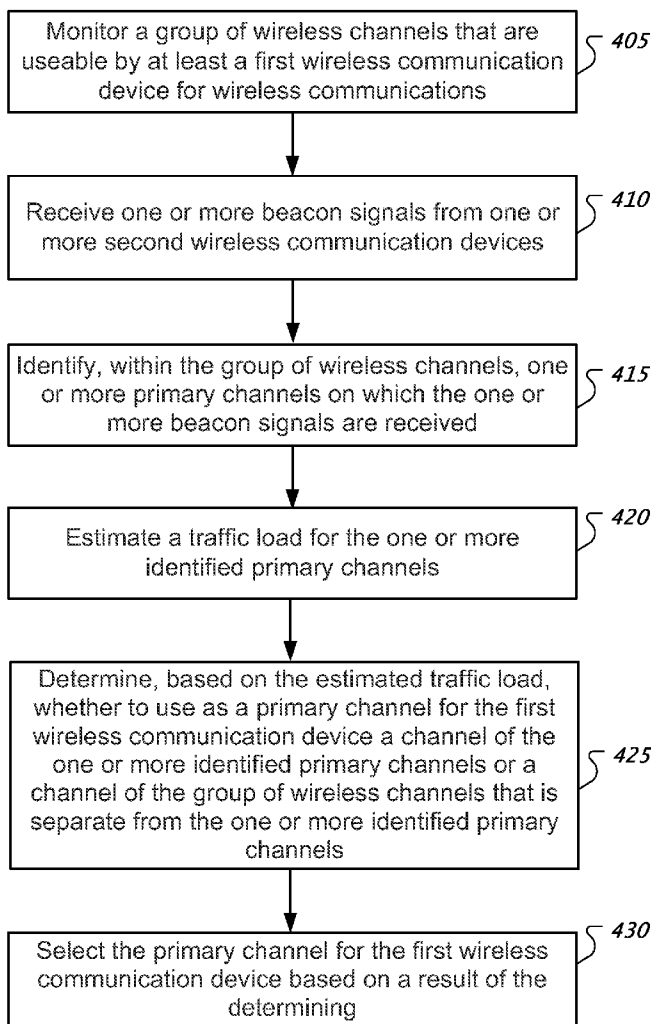 Monitor a group of wireless channels that are
useable by at least a first wireless communication
device for wireless communications
405
Receive one or more beacon signals from one or
more second wireless communication devices
410
Identify, within the group of wireless channels, one
or more primary channels on which the one or
more beacon signals are received
415
Estimate a traffic load for the one or more
identified primary channels
420
Determine, based on the estimated traffic load,
whether to use as a primary channel for the first
wireless communication device a channel of the
one or more identified primary channels or a
channel of the group of wireless channels that is
separate from the one or more identified primary
channels
425
Select the primary channel for the first wireless
communication device based on a result of the
determining
430